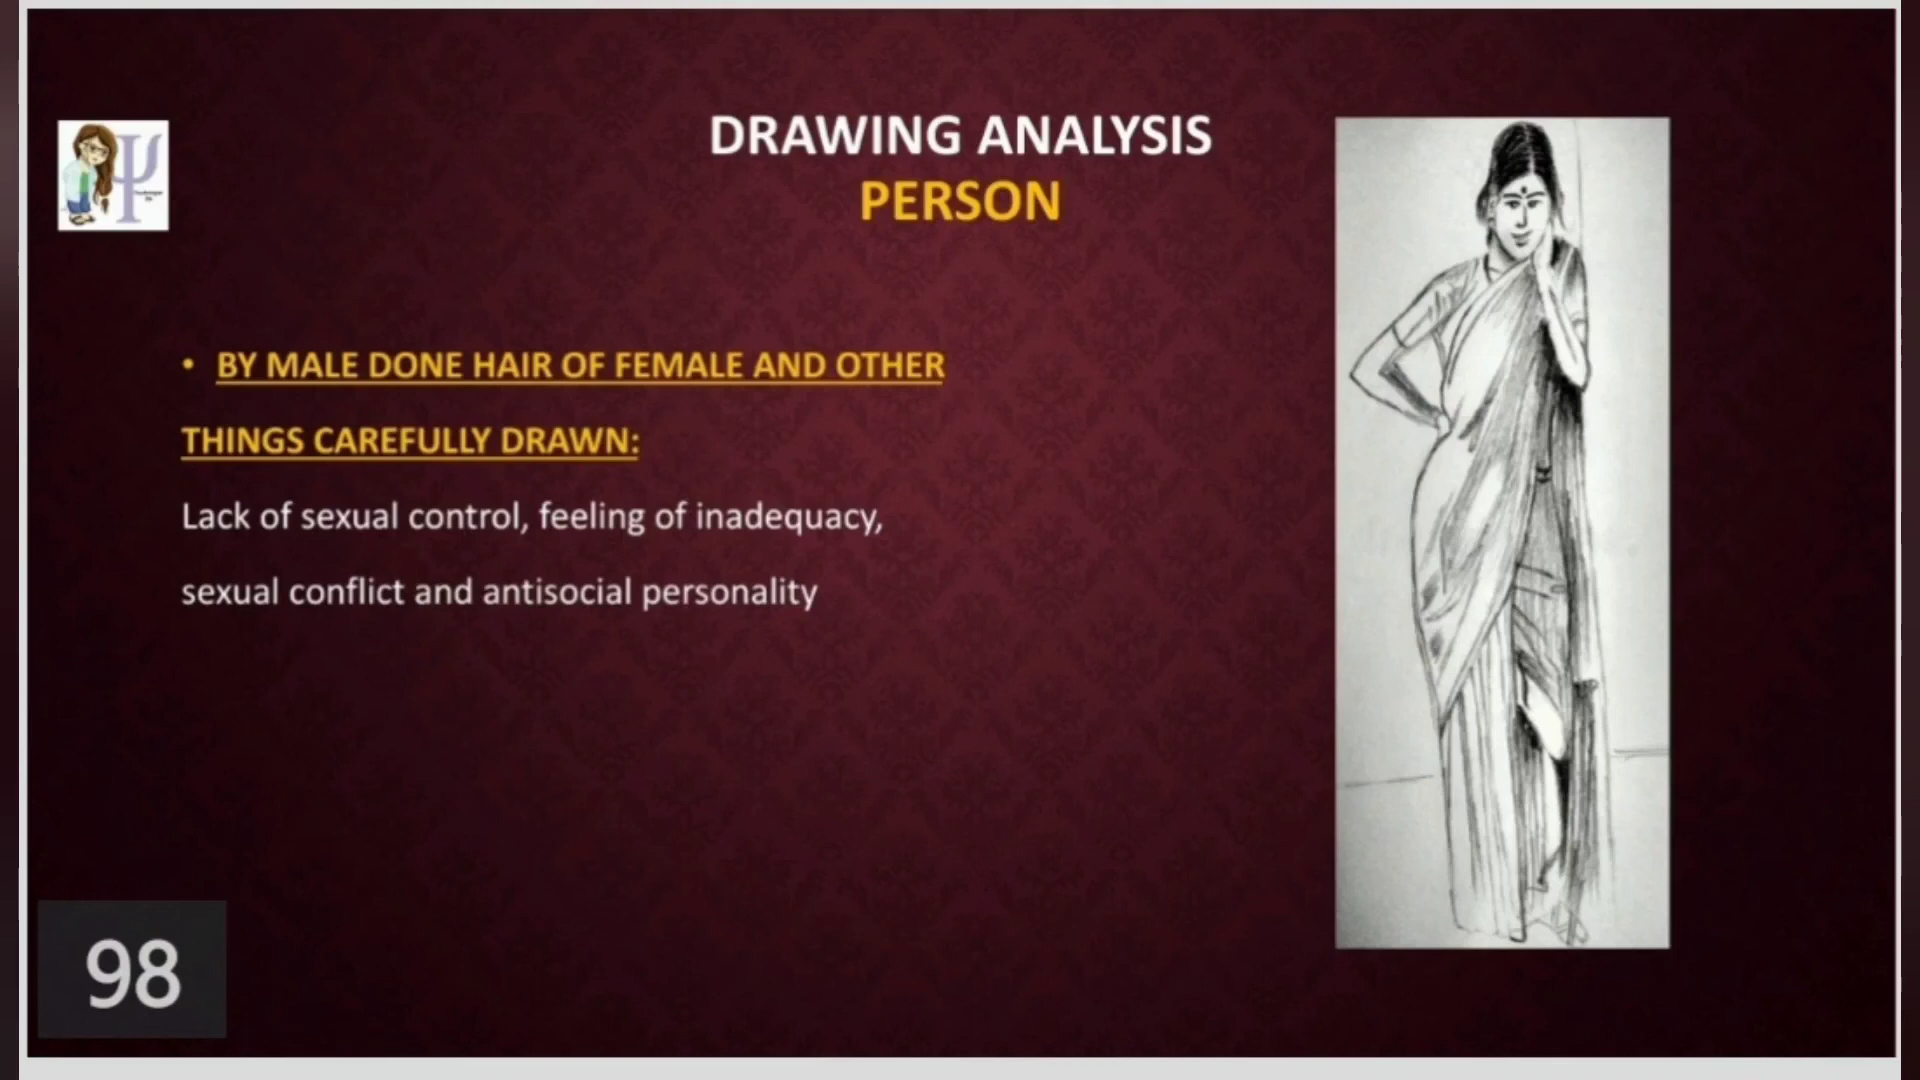 DRAWING ANALYSIS
PERSON
• BY MALE DONE HAIR OF FEMALE AND OTHER
THINGS CAREFULLY DRAWN:
Lack of sexual control, feeling of inadequacy,
sexual conflict and antisocial personality
98